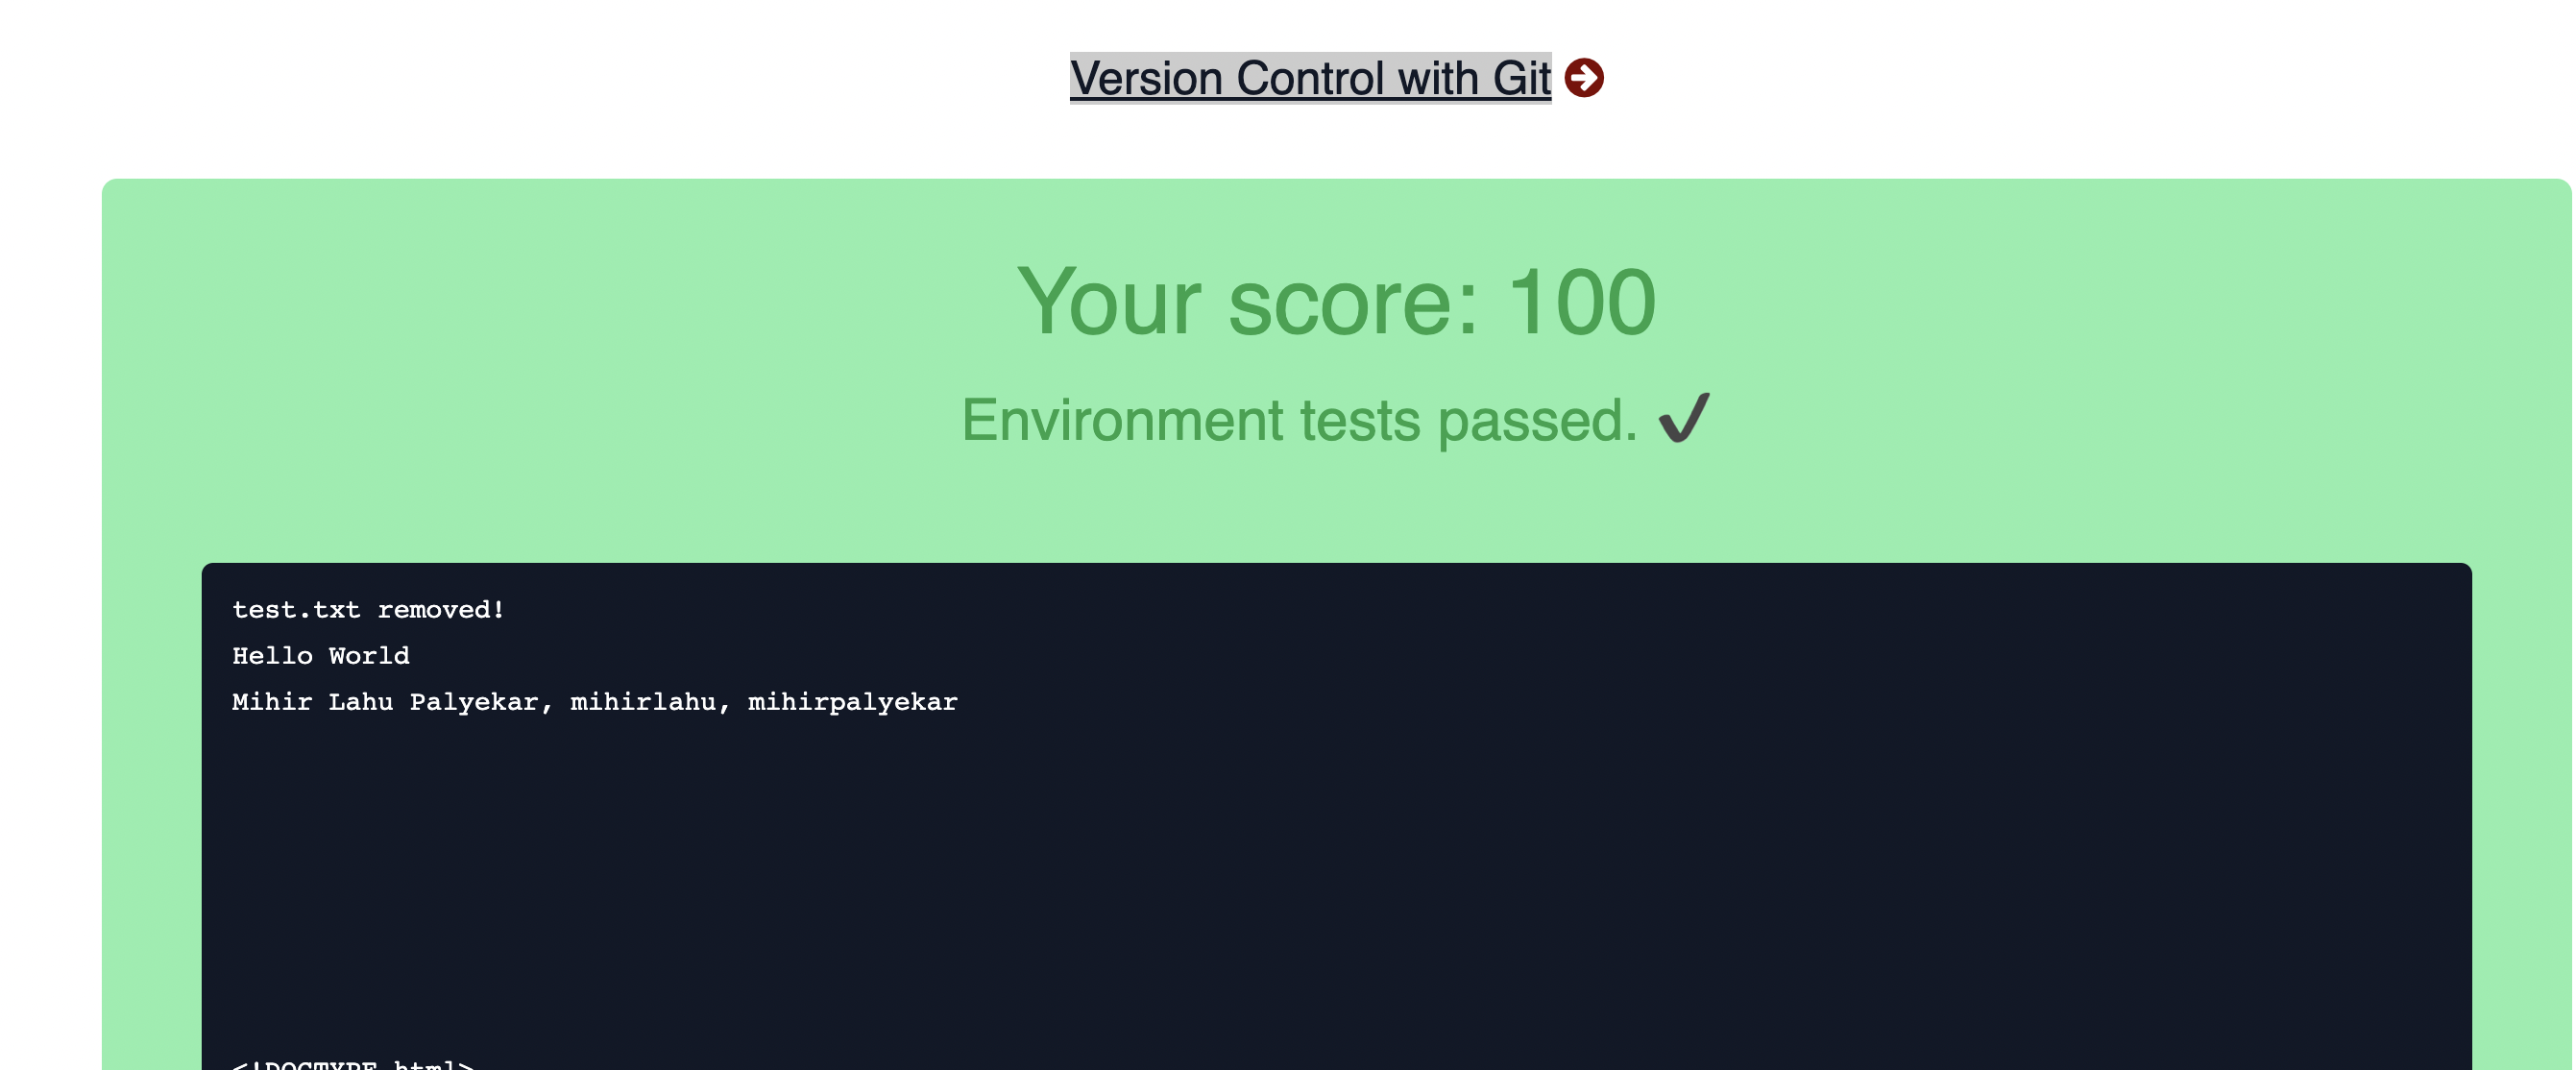 Version Control with Git
Your score: 100
Environment tests passed. ✔
test.txt removed!
Hello World
Mihir Lahu Palyekar, mihirlahu, mihirpalyekar
<!DOCTYPE html>